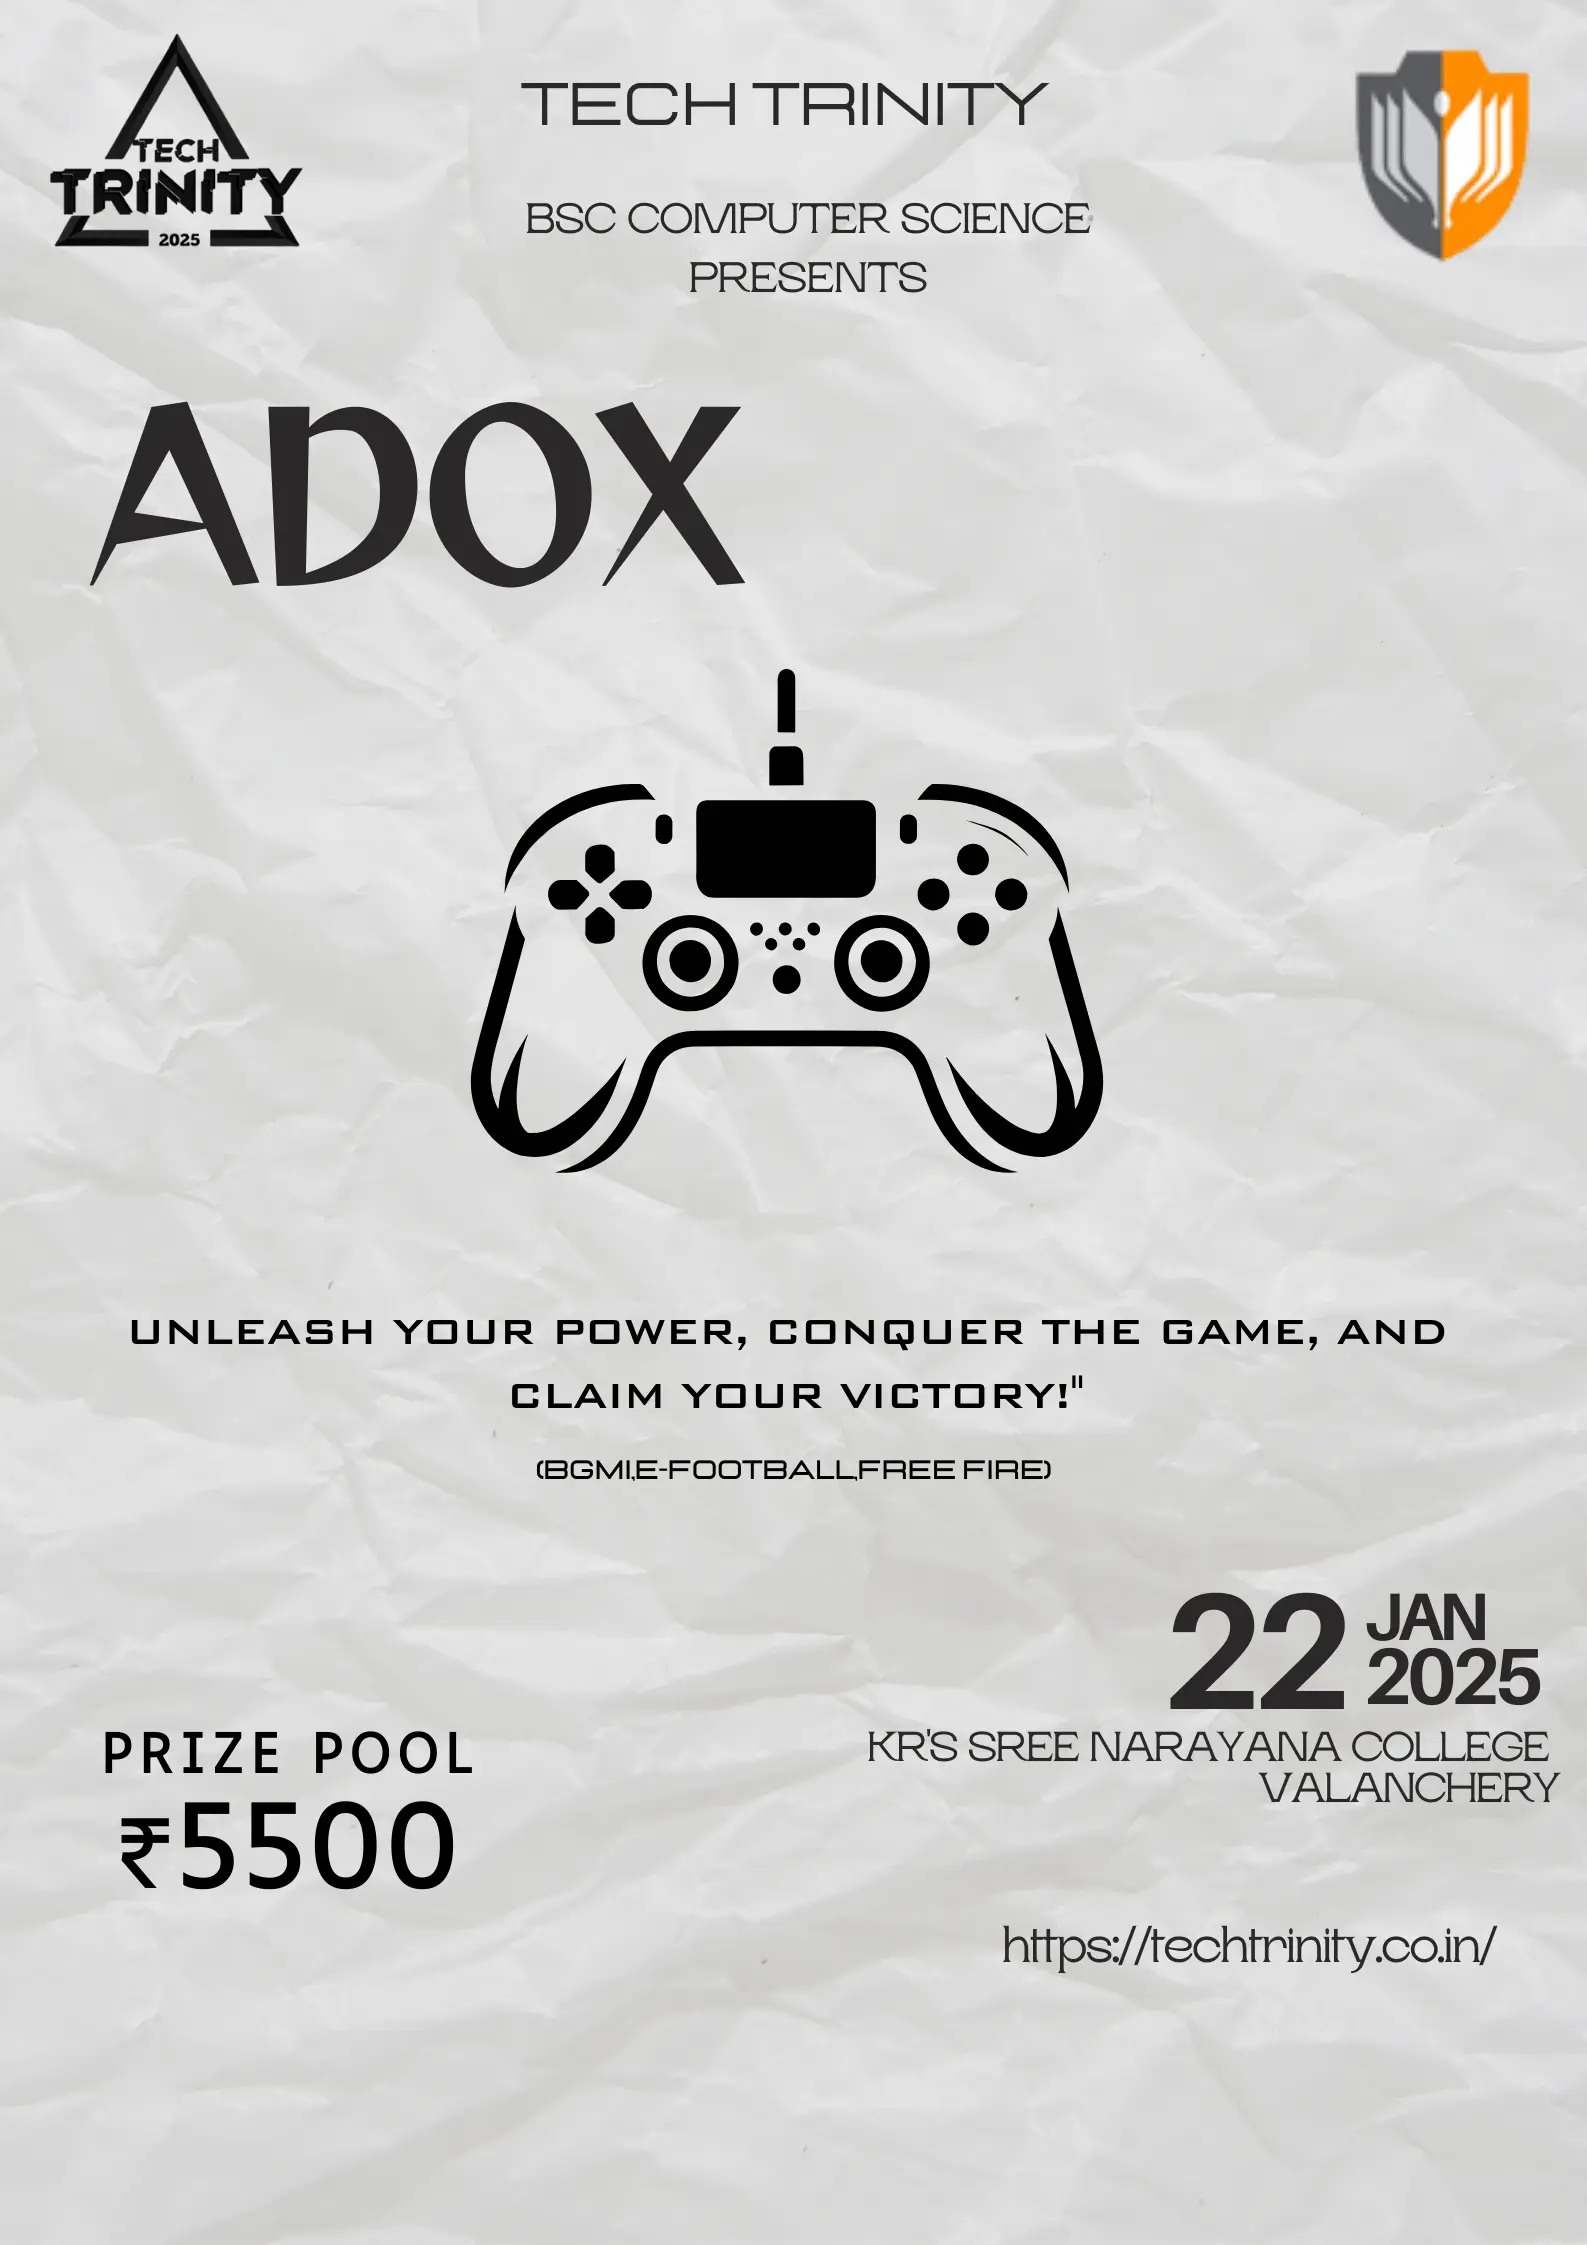 TECH
TRINITY
2025
TECH TRINITY
BSC COMPUTER SCIENCE
PRESENTS
ADOX
UNLEASH YOUR POWER, CONQUER THE GAME, AND
CLAIM YOUR VICTORY!"
(BGMI,E-FOOTBALL,FREE FIRE)
22 JAN
2025
KR'S SREE NARAYANA COLLEGE
VALANCHERY
PRIZE POOL
₹5500
https://techtrinity.co.in/